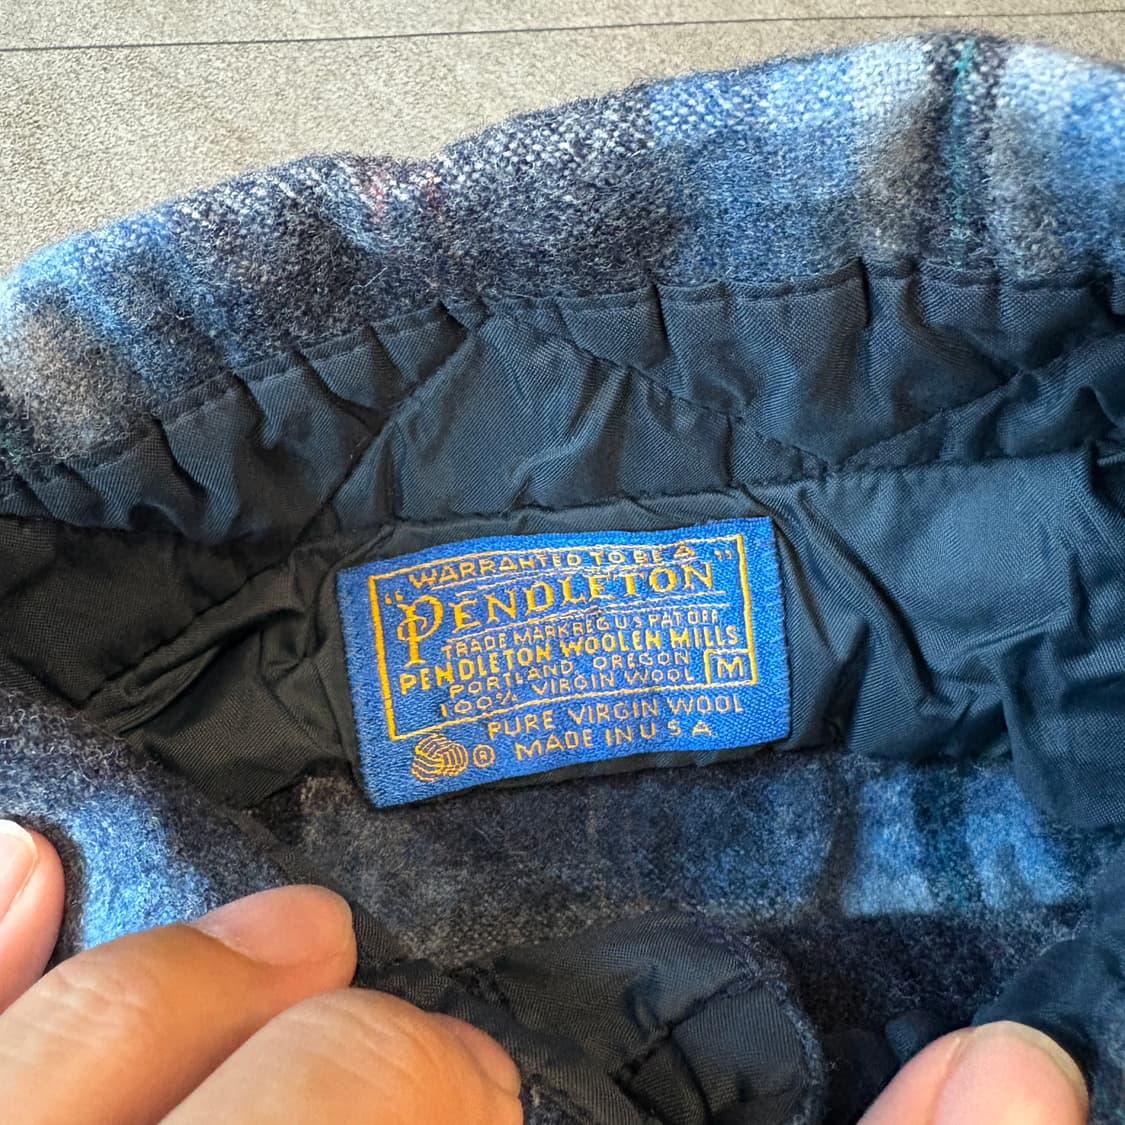 WARRANTED TO BE A
"PENDLETON"
TRADE MARK REG U S PAT OFF
PENDLETON WOOLEN MILLS
PORTLAND, OREGON
100% VIRGIN WOOL M
PURE VIRGIN WOOL
® MADE IN U S A